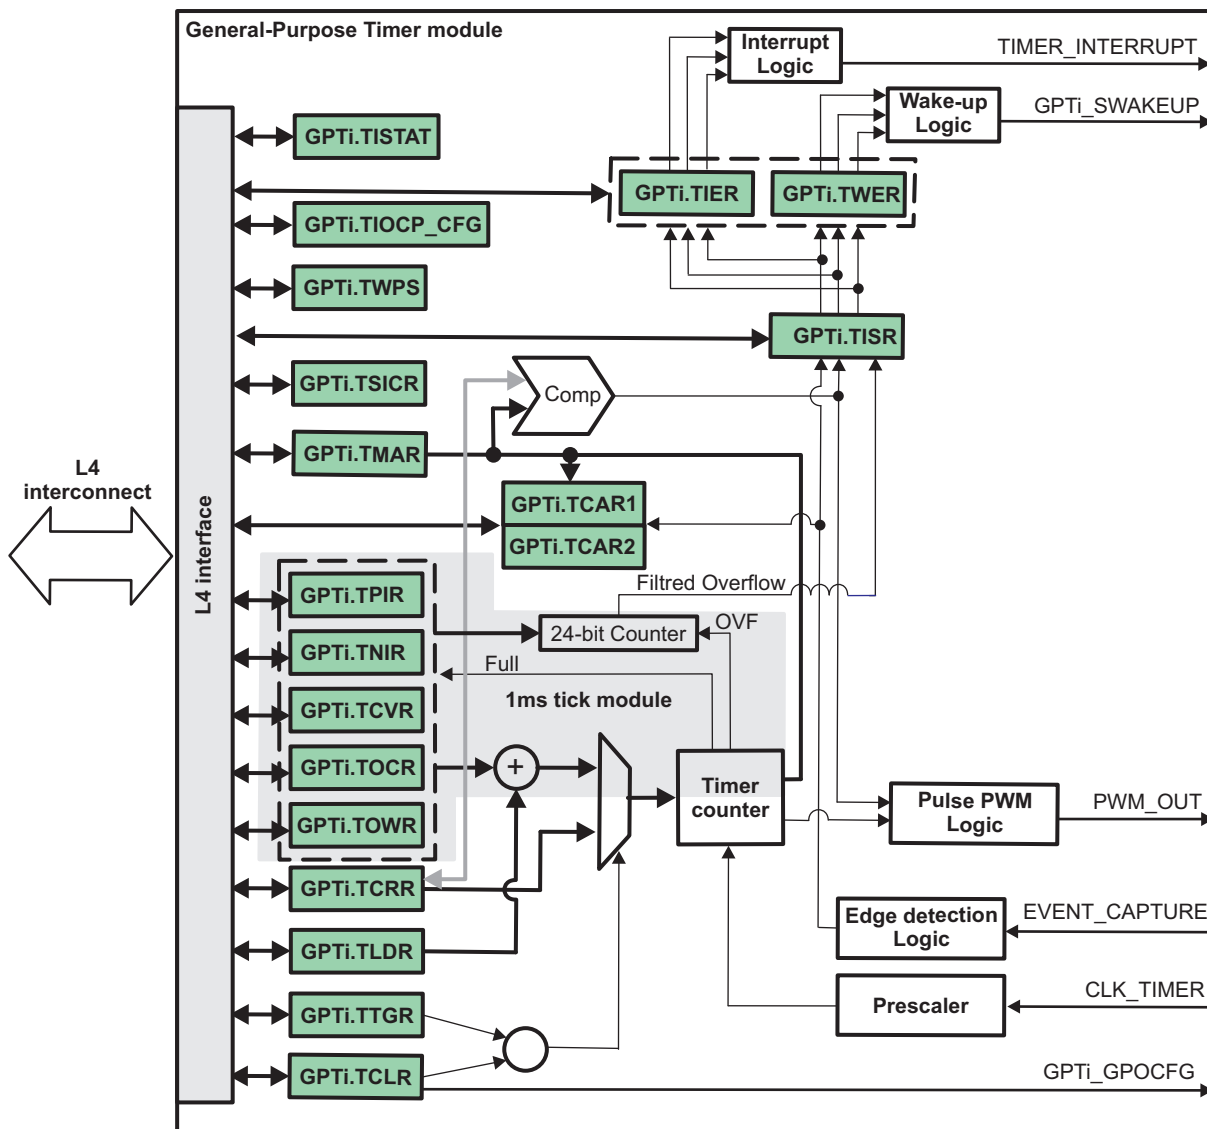 General-Purpose Timer module
Interrupt
Logic
TIMER_INTERRUPT
Wake-up
Logic
GPTi_SWAKEUP
GPTi.TISTAT
GPTi.TIER
GPTi.TWER
GPTi.TIOCP_CFG
GPTi.TWPS
GPTi.TISR
GPTi.TSICR
Comp
GPTi.TMAR
L4
interconnect
L4 interface
GPTi.TCAR1
GPTi.TCAR2
GPTi.TPIR
Filtred Overflow
24-bit Counter
OVF
GPTi.TNIR
Full
1ms tick module
GPTi.TCVR
GPTi.TOCR
+
Timer
counter
Pulse PWM
Logic
PWM_OUT
GPTi.TOWR
GPTi.TCRR
Edge detection
Logic
EVENT_CAPTURE
GPTi.TLDR
Prescaler
CLK_TIMER
GPTi.TTGR
GPTi.TCLR
GPTi_GPOCFG